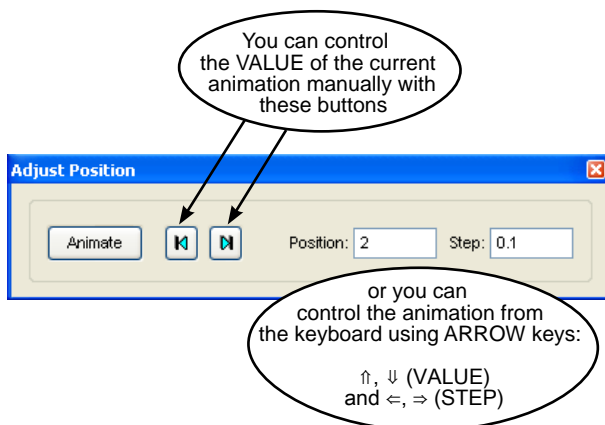 You can control
the VALUE of the current
animation manually with
these buttons
Adjust Position
Animate
Position: 2
Step: 0.1
or you can
control the animation from
the keyboard using ARROW keys:
⇑, ⇓ (VALUE)
and ⇐, ⇒ (STEP)